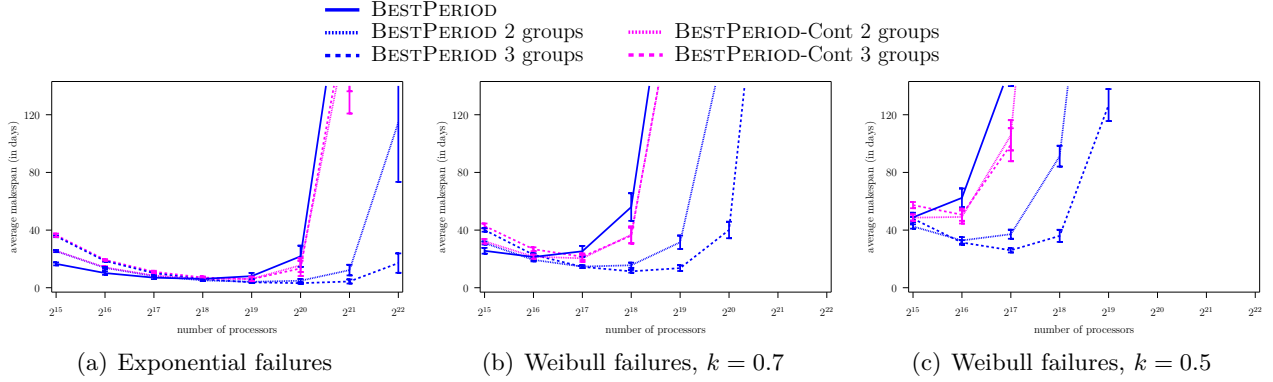 BESTPERIOD
BESTPERIOD 2 groups
BESTPERIOD-Cont 2 groups
BESTPERIOD 3 groups
BESTPERIOD-Cont 3 groups
average makespan (in days)
120
80
40
0
2^15 2^16 2^17 2^18 2^19 2^20 2^21 2^22
number of processors
(a) Exponential failures
average makespan (in days)
120
80
40
0
2^15 2^16 2^17 2^18 2^19 2^20 2^21 2^22
number of processors
(b) Weibull failures, k = 0.7
average makespan (in days)
120
80
40
0
2^15 2^16 2^17 2^18 2^19 2^20 2^21 2^22
number of processors
(c) Weibull failures, k = 0.5